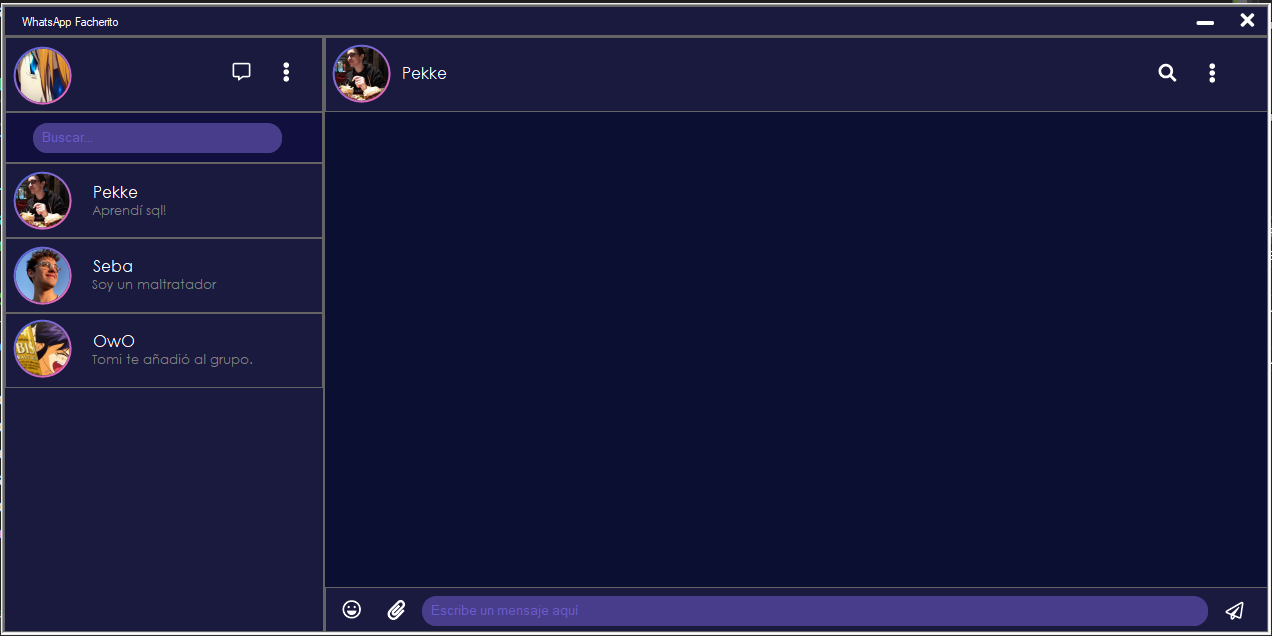 WhatsApp Facherito
Pekke
Buscar...
Pekke
Aprendí sql!
Seba
Soy un maltratador
OwO
Tomi te añadió al grupo.
Escribe un mensaje aquí